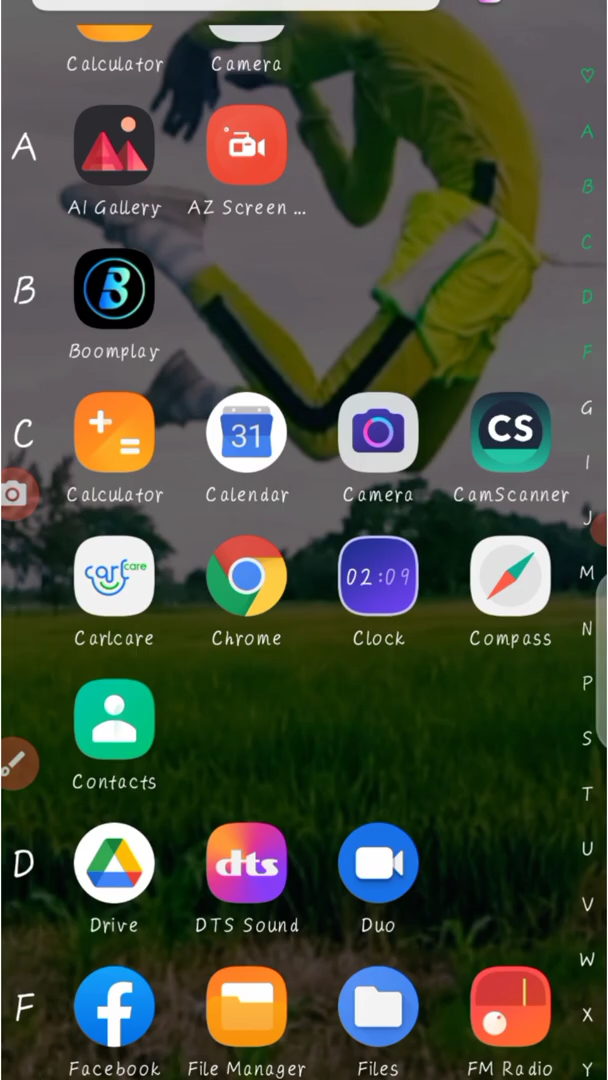 Calculator Camera
A
AI Gallery AZ Screen ...
B
Boomplay
C
31
CS
Calculator Calendar Camera CamScanner
carlcare
02:09
Carlcare Chrome Clock Compass
Contacts
D
dts
Drive DTS Sound Duo
F
Facebook File Manager Files FM Radio
♡
A
B
C
D
F
G
I
J
M
N
P
S
T
U
V
W
X
Y